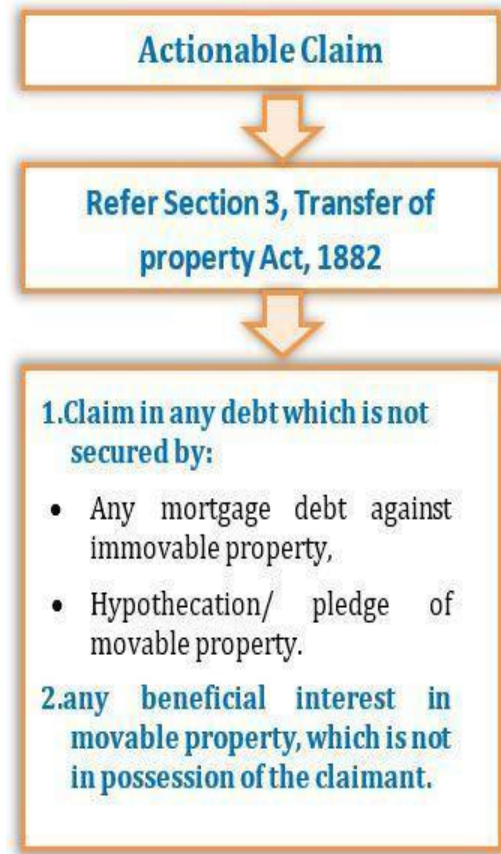 Actionable Claim
Refer Section 3, Transfer of
property Act, 1882
1.Claim in any debt which is not
secured by:
• Any mortgage debt against
immovable property,
• Hypothecation/ pledge of
movable property.
2.any beneficial interest in
movable property, which is not
in possession of the claimant.